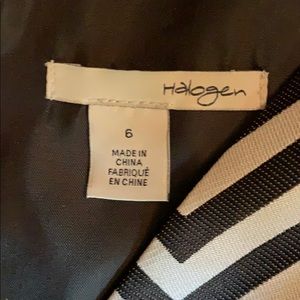 Halogen
6
MADE IN
CHINA
FABRIQUÉ
EN CHINE